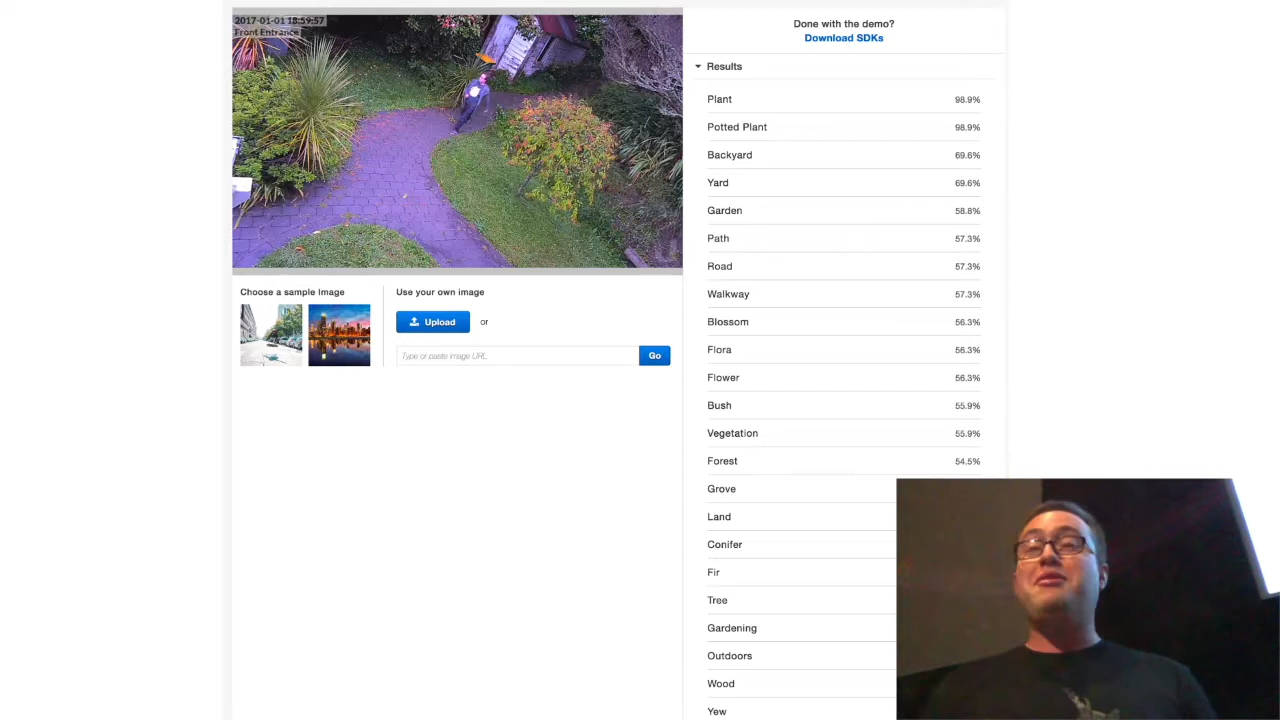 2017-01-01 18:59:57
Front Entrance
Done with the demo?
Download SDKs
Results
Plant 98.9%
Potted Plant 98.9%
Backyard 69.6%
Yard 69.6%
Garden 58.8%
Path 57.3%
Road 57.3%
Walkway 57.3%
Blossom 56.3%
Flora 56.3%
Flower 56.3%
Bush 55.9%
Vegetation 55.9%
Forest 54.5%
Grove
Land
Conifer
Fir
Tree
Gardening
Outdoors
Wood
Yew
Choose a sample Image
Use your own image
Upload or
Type or paste image URL Go